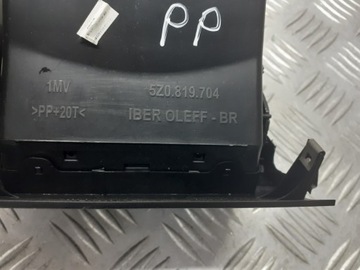 PP
1MV
5Z0.819.704
>PP+20T<
IBER OLEFF - BR